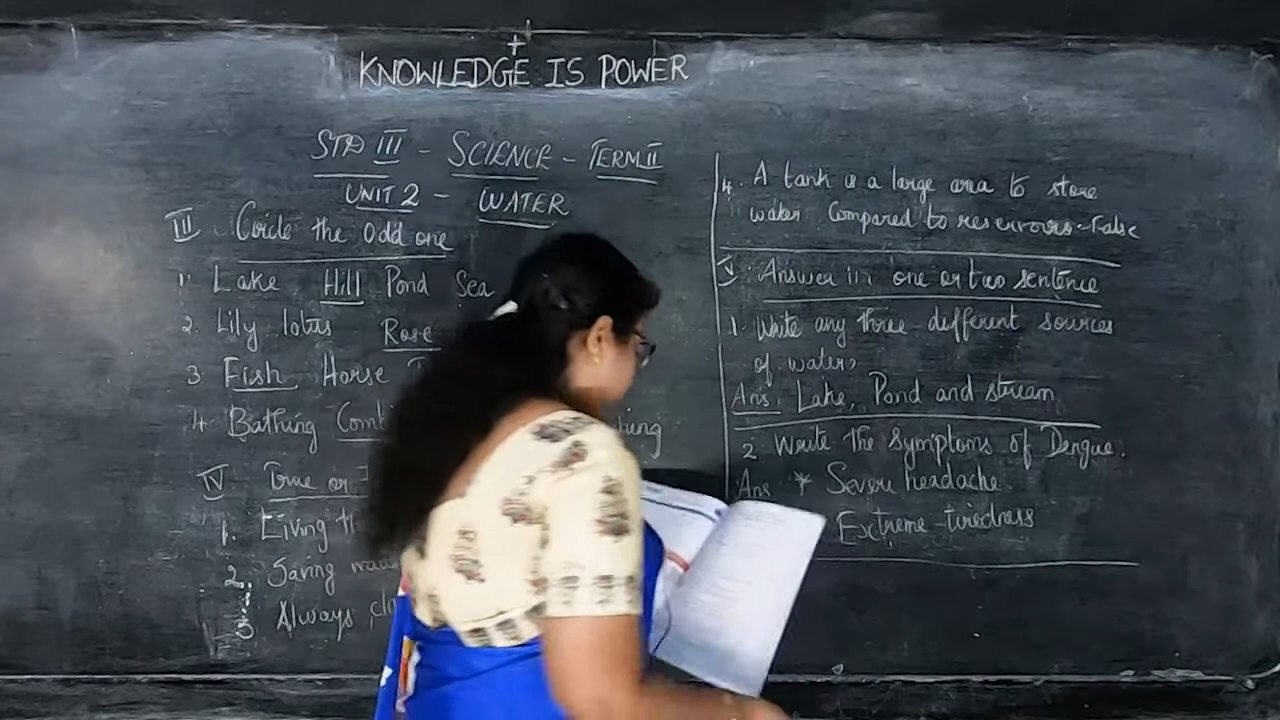 KNOWLEDGE IS POWER
STD III - SCIENCE - TERM II
UNIT 2 - WATER
III Circle the Odd one
1. Lake Hill Pond Sea
2. Lily lotus Rose
3 Fish Horse
4. Bathing Comb
IV True or
1. Living
2. Saving
3 Always
4. A tank is a large area to store
water Compared to reservoirs-False
V Answer in one or two sentence
1. Write any three different sources
of water,
Ans. Lake, Pond and stream
2 Write the Symptoms of Dengue.
Ans * Severe headache.
Extreme tiredness